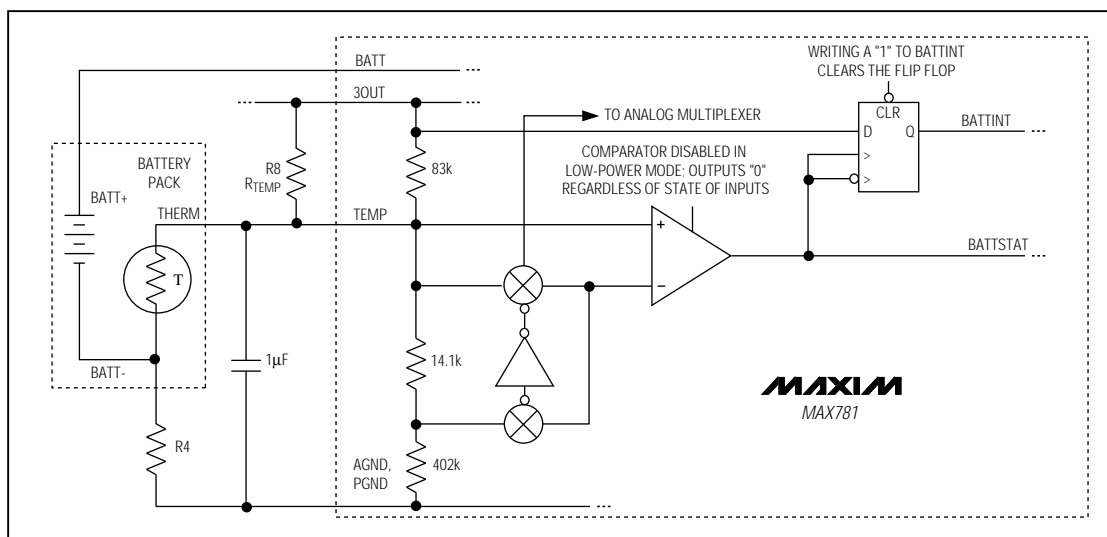 WRITING A "1" TO BATTINT
CLEARS THE FLIP FLOP
BATT
3OUT
TO ANALOG MULTIPLEXER
CLR
D
Q
BATTINT
>
>
BATTERY
PACK
R8
RTEMP
83k
COMPARATOR DISABLED IN
LOW-POWER MODE; OUTPUTS "0"
REGARDLESS OF STATE OF INPUTS
BATT+
THERM
TEMP
+
BATTSTAT
T
−
1µF
14.1k
BATT-
MAXIM
MAX781
R4
AGND,
PGND
402k